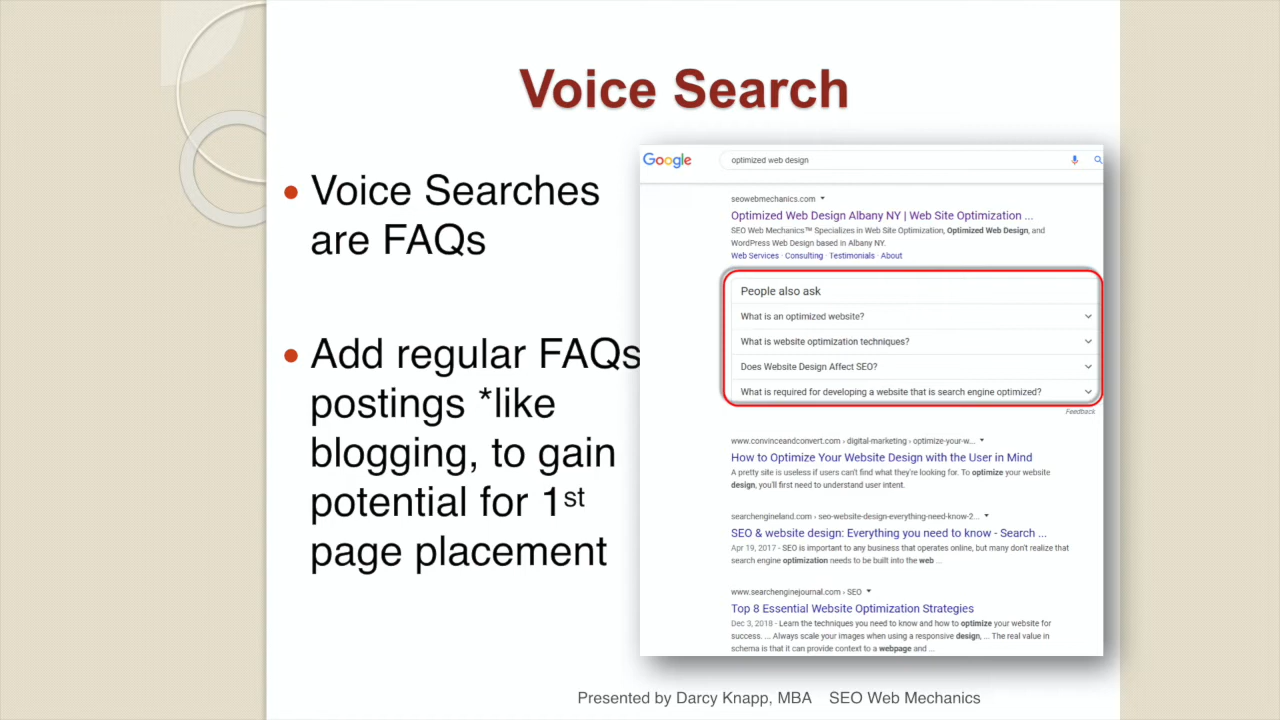 Voice Search
• Voice Searches
are FAQs
• Add regular FAQs
postings *like
blogging, to gain
potential for 1st
page placement
Google
optimized web design
seowebmechanics.com
Optimized Web Design Albany NY | Web Site Optimization ...
SEO Web Mechanics™ Specializes in Web Site Optimization, Optimized Web Design, and
WordPress Web Design based in Albany NY.
Web Services · Consulting · Testimonials · About
People also ask
What is an optimized website?
What is website optimization techniques?
Does Website Design Affect SEO?
What is required for developing a website that is search engine optimized?
Feedback
www.convinceandconvert.com › digital-marketing › optimize-your-w...
How to Optimize Your Website Design with the User in Mind
A pretty site is useless if users can't find what they're looking for. To optimize your website
design, you'll first need to understand user intent.
searchengineland.com › seo-website-design-everything-need-know-2...
SEO & website design: Everything you need to know - Search ...
Apr 19, 2017 - SEO is important to any business that operates online, but many don't realize that
search engine optimization needs to be built into the web ...
www.searchenginejournal.com › SEO
Top 8 Essential Website Optimization Strategies
Dec 3, 2018 - Learn the techniques you need to know and how to optimize your website for
success. ... Always scale your images when using a responsive design, ... The real value in
schema is that it can provide context to a webpage and ...
Presented by Darcy Knapp, MBA SEO Web Mechanics